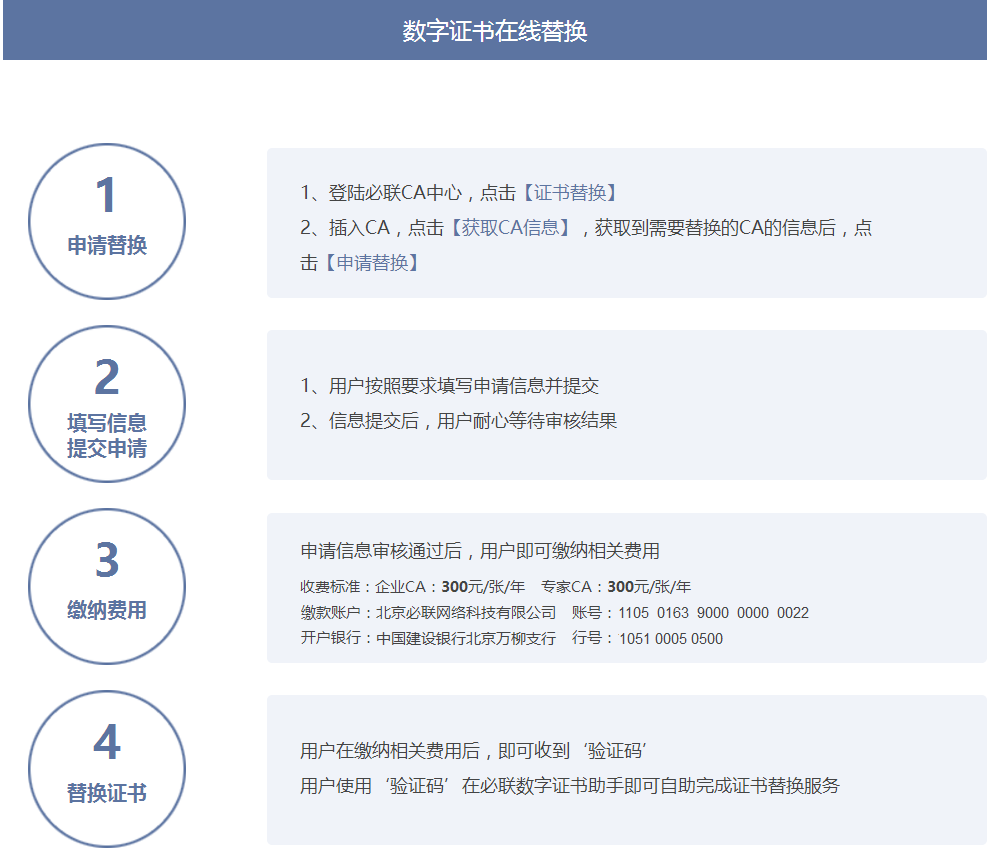 数字证书在线替换
1
申请替换
1、登陆必联CA中心，点击【证书替换】
2、插入CA，点击【获取CA信息】，获取到需要替换的CA的信息后，点
击【申请替换】
2
填写信息
提交申请
1、用户按照要求填写申请信息并提交
2、信息提交后，用户耐心等待审核结果
3
缴纳费用
申请信息审核通过后，用户即可缴纳相关费用
收费标准：企业CA：300元/张/年 专家CA：300元/张/年
缴款账户：北京必联网络科技有限公司 账号：1105 0163 9000 0000 0022
开户银行：中国建设银行北京万柳支行 行号：1051 0005 0500
4
替换证书
用户在缴纳相关费用后，即可收到‘验证码’
用户使用‘验证码’在必联数字证书助手即可自助完成证书替换服务